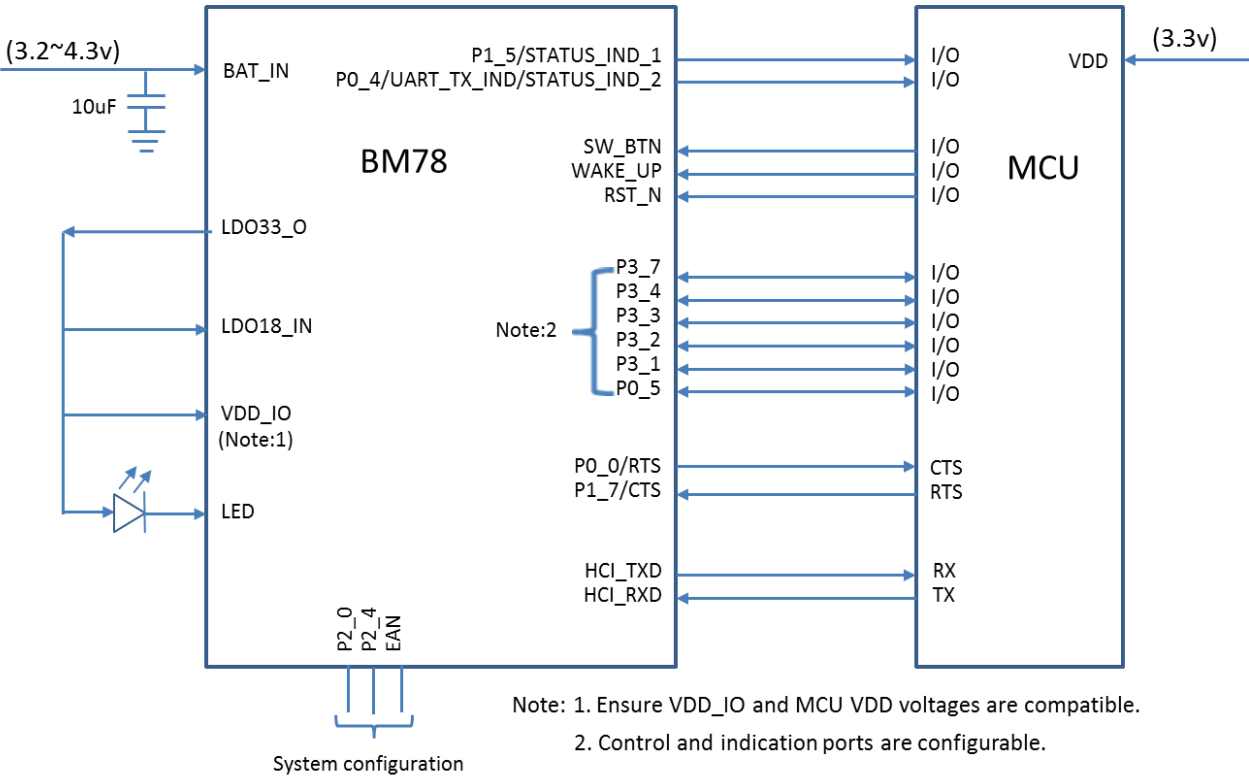 (3.2~4.3v)
10uF
BAT_IN
BM78
LDO33_O
LDO18_IN
VDD_IO
(Note:1)
LED
P2_0
P2_4
EAN
System configuration
P1_5/STATUS_IND_1
P0_4/UART_TX_IND/STATUS_IND_2
SW_BTN
WAKE_UP
RST_N
Note:2
P3_7
P3_4
P3_3
P3_2
P3_1
P0_5
P0_0/RTS
P1_7/CTS
HCI_TXD
HCI_RXD
I/O
I/O
I/O
I/O
I/O
I/O
I/O
I/O
I/O
I/O
I/O
CTS
RTS
RX
TX
MCU
VDD
(3.3v)
Note: 1. Ensure VDD_IO and MCU VDD voltages are compatible.
2. Control and indication ports are configurable.